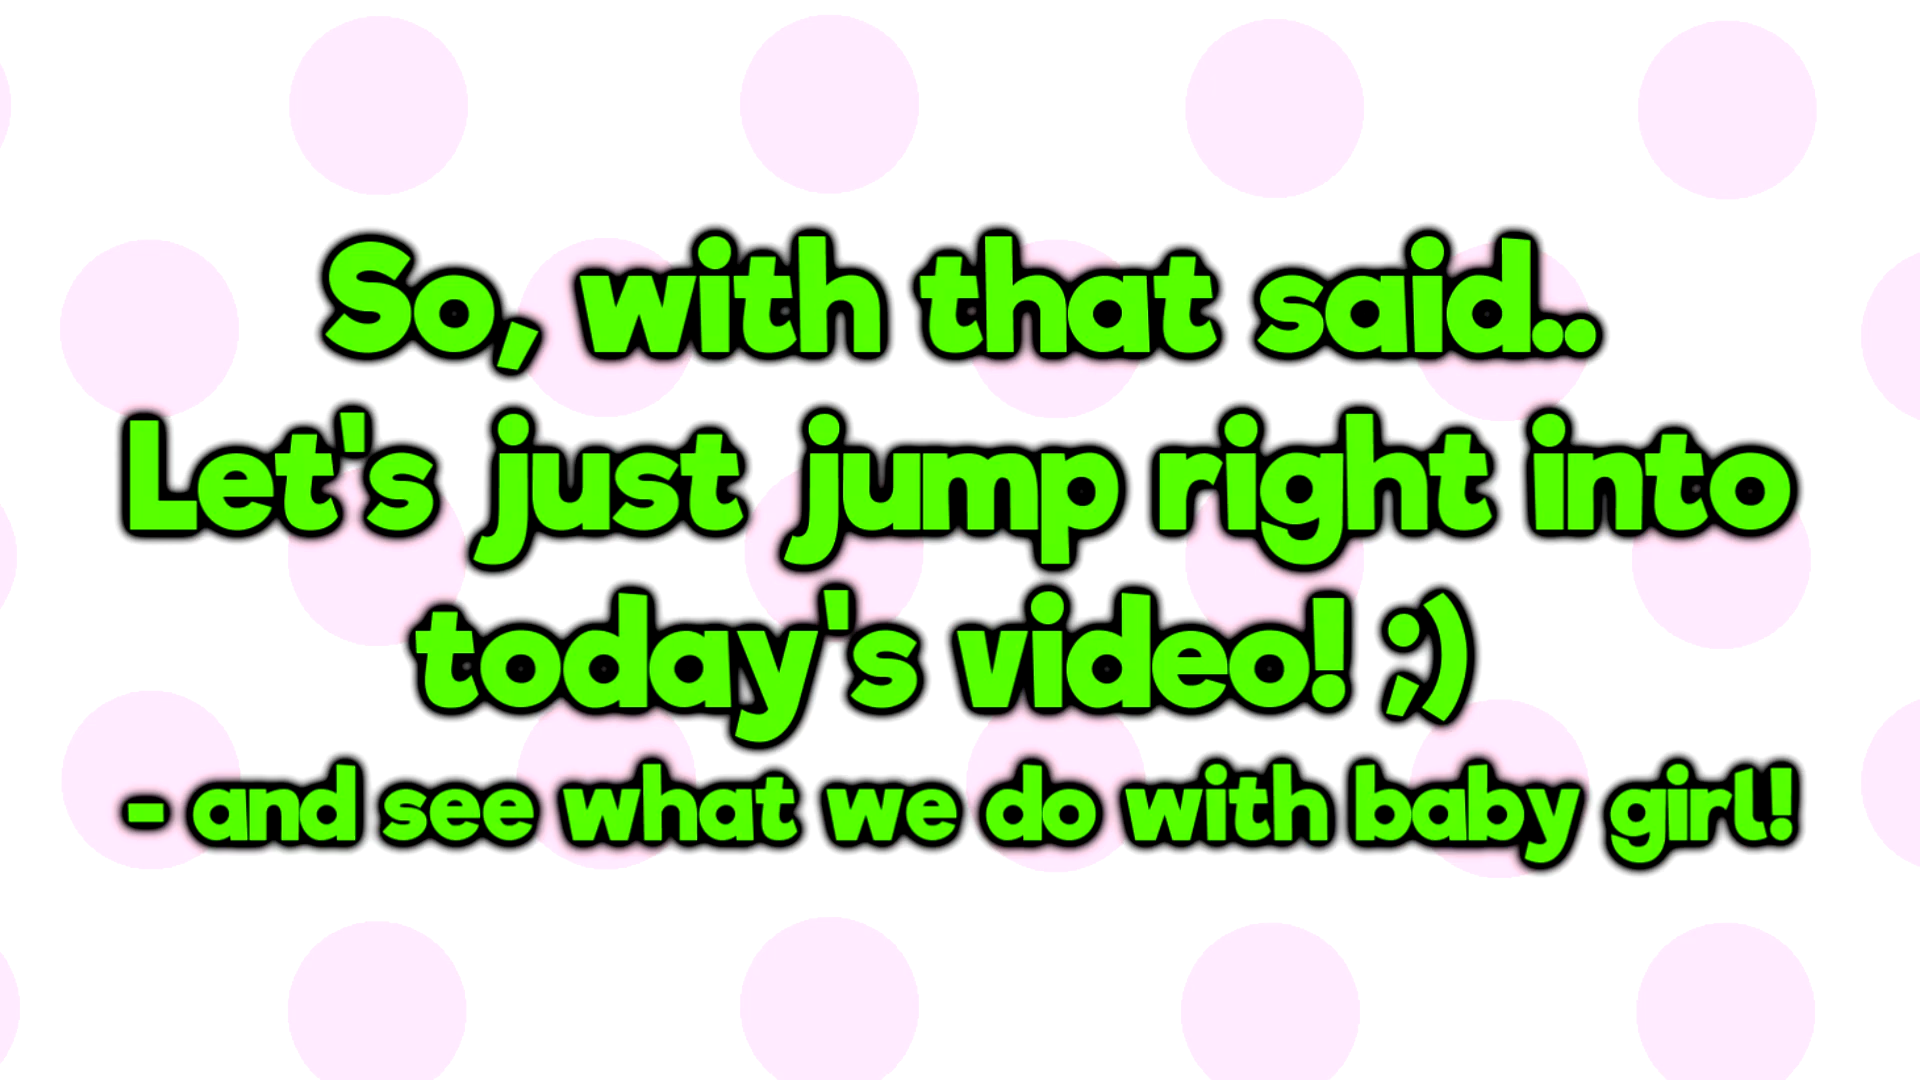 So, with that said..
Let's just jump right into
today's video! ;)
- and see what we do with baby girl!